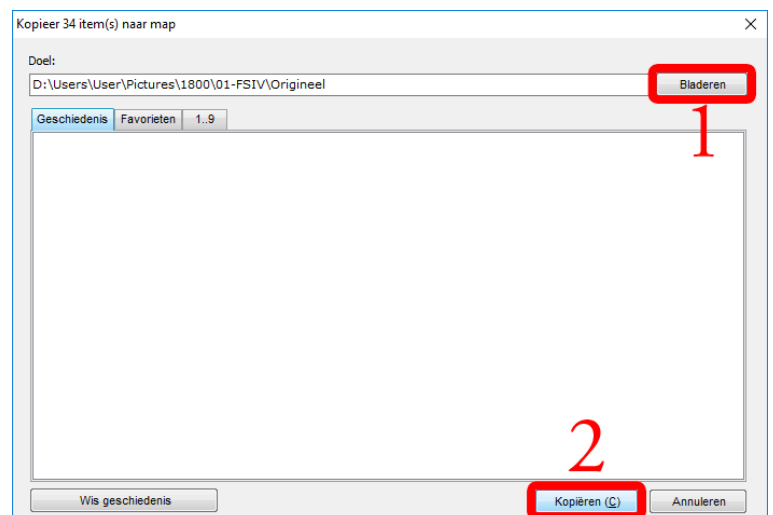 Kopieer 34 item(s) naar map
Doel:
D:\Users\User\Pictures\1800\01-FSIV\Origineel
Bladeren
1
Geschiedenis Favorieten 1..9
2
Wis geschiedenis Kopiëren (C) Annuleren